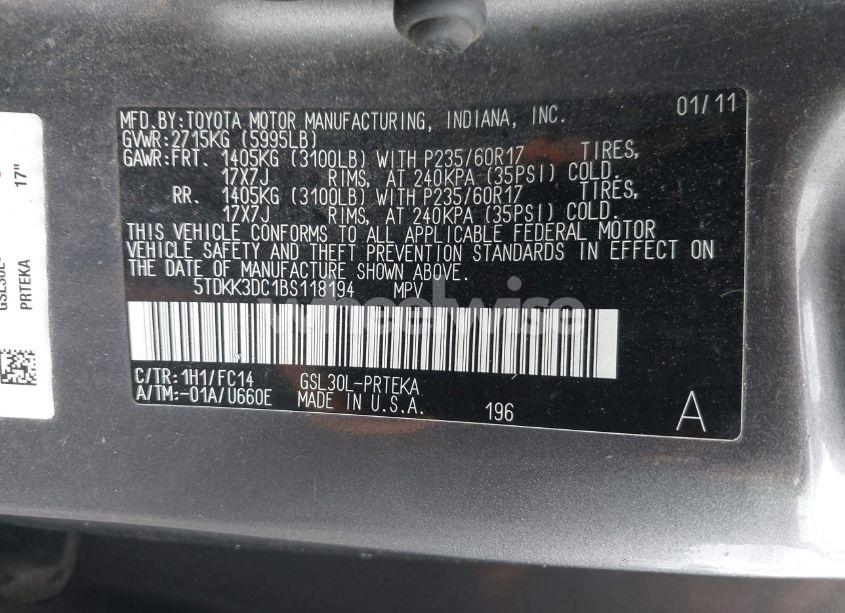 MFD.BY:TOYOTA MOTOR MANUFACTURING, INDIANA, INC. 01/11
GVWR:2715KG (5995LB)
GAWR:FRT. 1405KG (3100LB) WITH P235/60R17 TIRES,
17X7J RIMS, AT 240KPA (35PSI) COLD.
RR. 1405KG (3100LB) WITH P235/60R17 TIRES,
17X7J RIMS, AT 240KPA (35PSI) COLD.
THIS VEHICLE CONFORMS TO ALL APPLICABLE FEDERAL MOTOR
VEHICLE SAFETY AND THEFT PREVENTION STANDARDS IN EFFECT ON
THE DATE OF MANUFACTURE SHOWN ABOVE.
5TDKK3DC1BS118194 MPV
wheelwise
C/TR:1H1/FC14 GSL30L-PRTEKA
A/TM:-01A/U660E MADE IN U.S.A. 196 A
17"
GSL30L-
PRTEKA